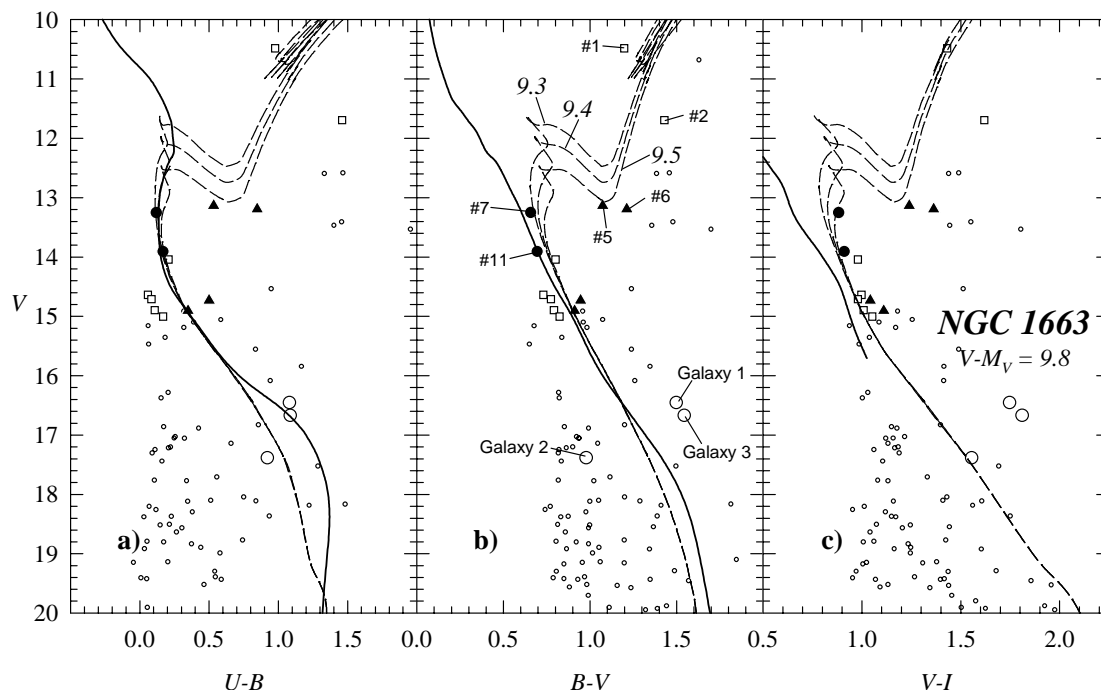 10
11
12
13
14
15
16
17
18
19
20
V
a)
0.0 0.5 1.0 1.5
U-B
#1
9.3
9.4
#2
9.5
#7
#6
#5
#11
Galaxy 1
Galaxy 2
Galaxy 3
b)
1.0 1.5
B-V
NGC 1663
V-M_V = 9.8
c)
0.5 1.0 1.5 2.0
V-I